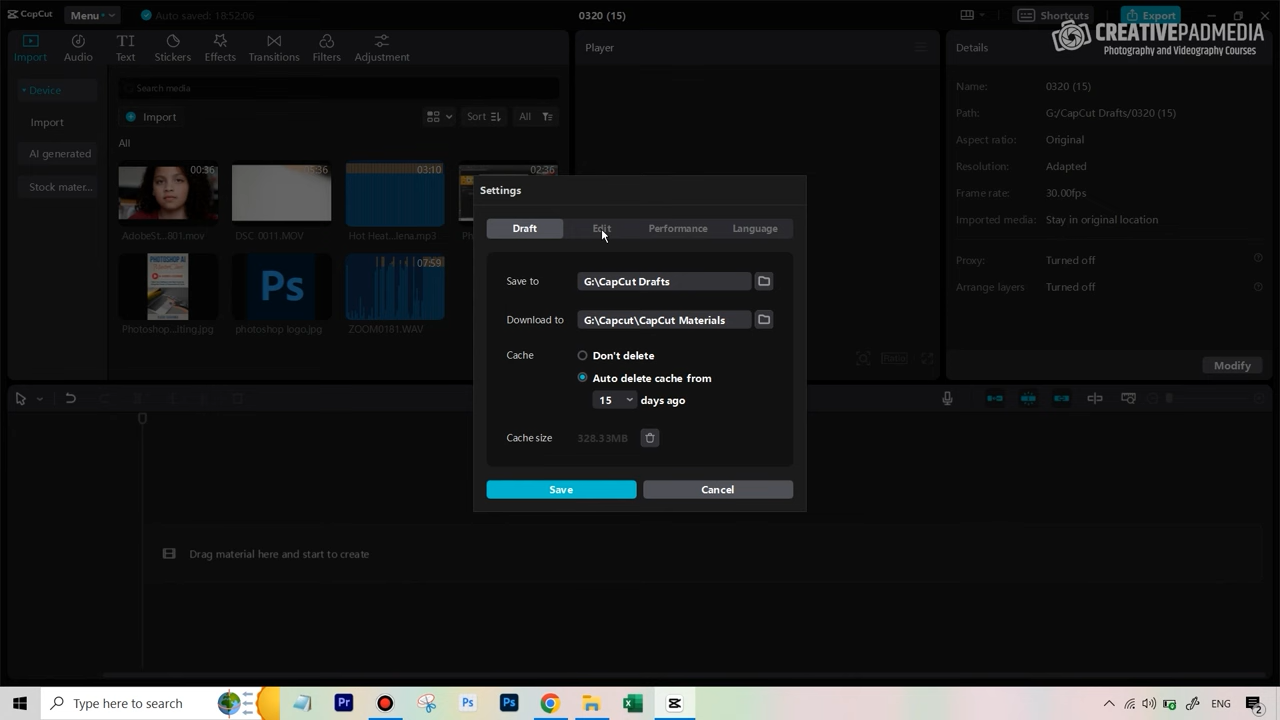 CapCut
Menu
Auto saved: 18:52:06
0320 (15)
Shortcuts
Export
CREATIVEPADMEDIA
Photography and Videography Courses
Import
Audio
Text
Stickers
Effects
Transitions
Filters
Adjustment
Player
Details
Device
Import
AI generated
Stock mater...
Search media
Import
Sort
All
All
00:36
03:10
02:36
AdobeSt...801.mov
DSC_0011.MOV
Hot Heat...lena.mp3
07:59
Photoshop...iting.jpg
photoshop logo.jpg
ZOOM0181.WAV
Ps
Name:
0320 (15)
Path:
G:/CapCut Drafts/0320 (15)
Aspect ratio:
Original
Resolution:
Adapted
Frame rate:
30.00fps
Imported media:
Stay in original location
Proxy:
Turned off
Arrange layers:
Turned off
Modify
Settings
Draft
Edit
Performance
Language
Save to
G:\CapCut Drafts
Download to
G:\Capcut\CapCut Materials
Cache
Don't delete
Auto delete cache from
15
days ago
Cache size
328.33MB
Save
Cancel
Drag material here and start to create
Type here to search
Pr
Ps
Ps
ENG
2